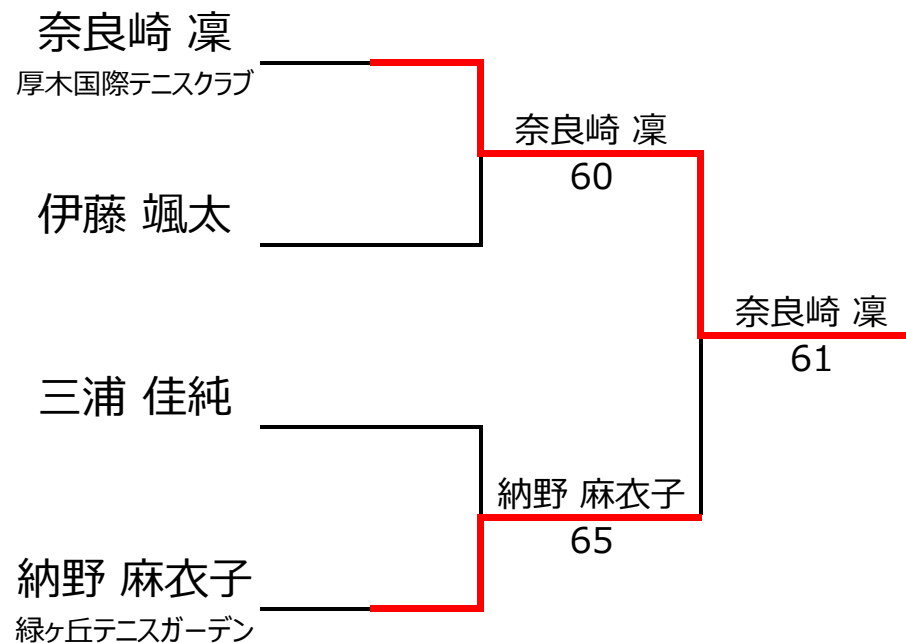 奈良崎 凜
厚木国際テニスクラブ
奈良崎 凜
60
伊藤 颯太
奈良崎 凜
61
三浦 佳純
納野 麻衣子
65
納野 麻衣子
緑ヶ丘テニスガーデン